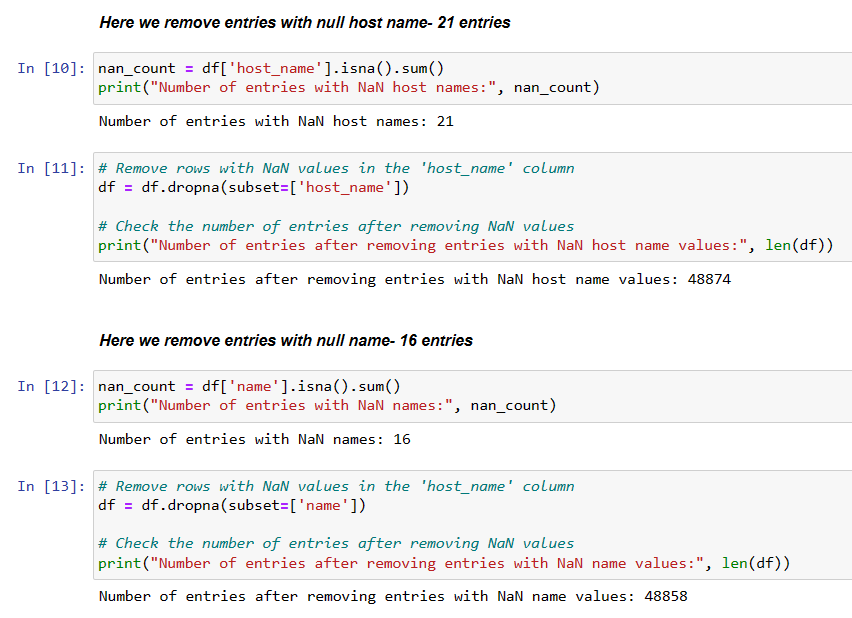 Here we remove entries with null host name- 21 entries
In [10]: nan_count = df['host_name'].isna().sum()
print("Number of entries with NaN host names:", nan_count)
Number of entries with NaN host names: 21
In [11]: # Remove rows with NaN values in the 'host_name' column
df = df.dropna(subset=['host_name'])
# Check the number of entries after removing NaN values
print("Number of entries after removing entries with NaN host name values:", len(df))
Number of entries after removing entries with NaN host name values: 48874
Here we remove entries with null name- 16 entries
In [12]: nan_count = df['name'].isna().sum()
print("Number of entries with NaN names:", nan_count)
Number of entries with NaN names: 16
In [13]: # Remove rows with NaN values in the 'host_name' column
df = df.dropna(subset=['name'])
# Check the number of entries after removing NaN values
print("Number of entries after removing entries with NaN name values:", len(df))
Number of entries after removing entries with NaN name values: 48858